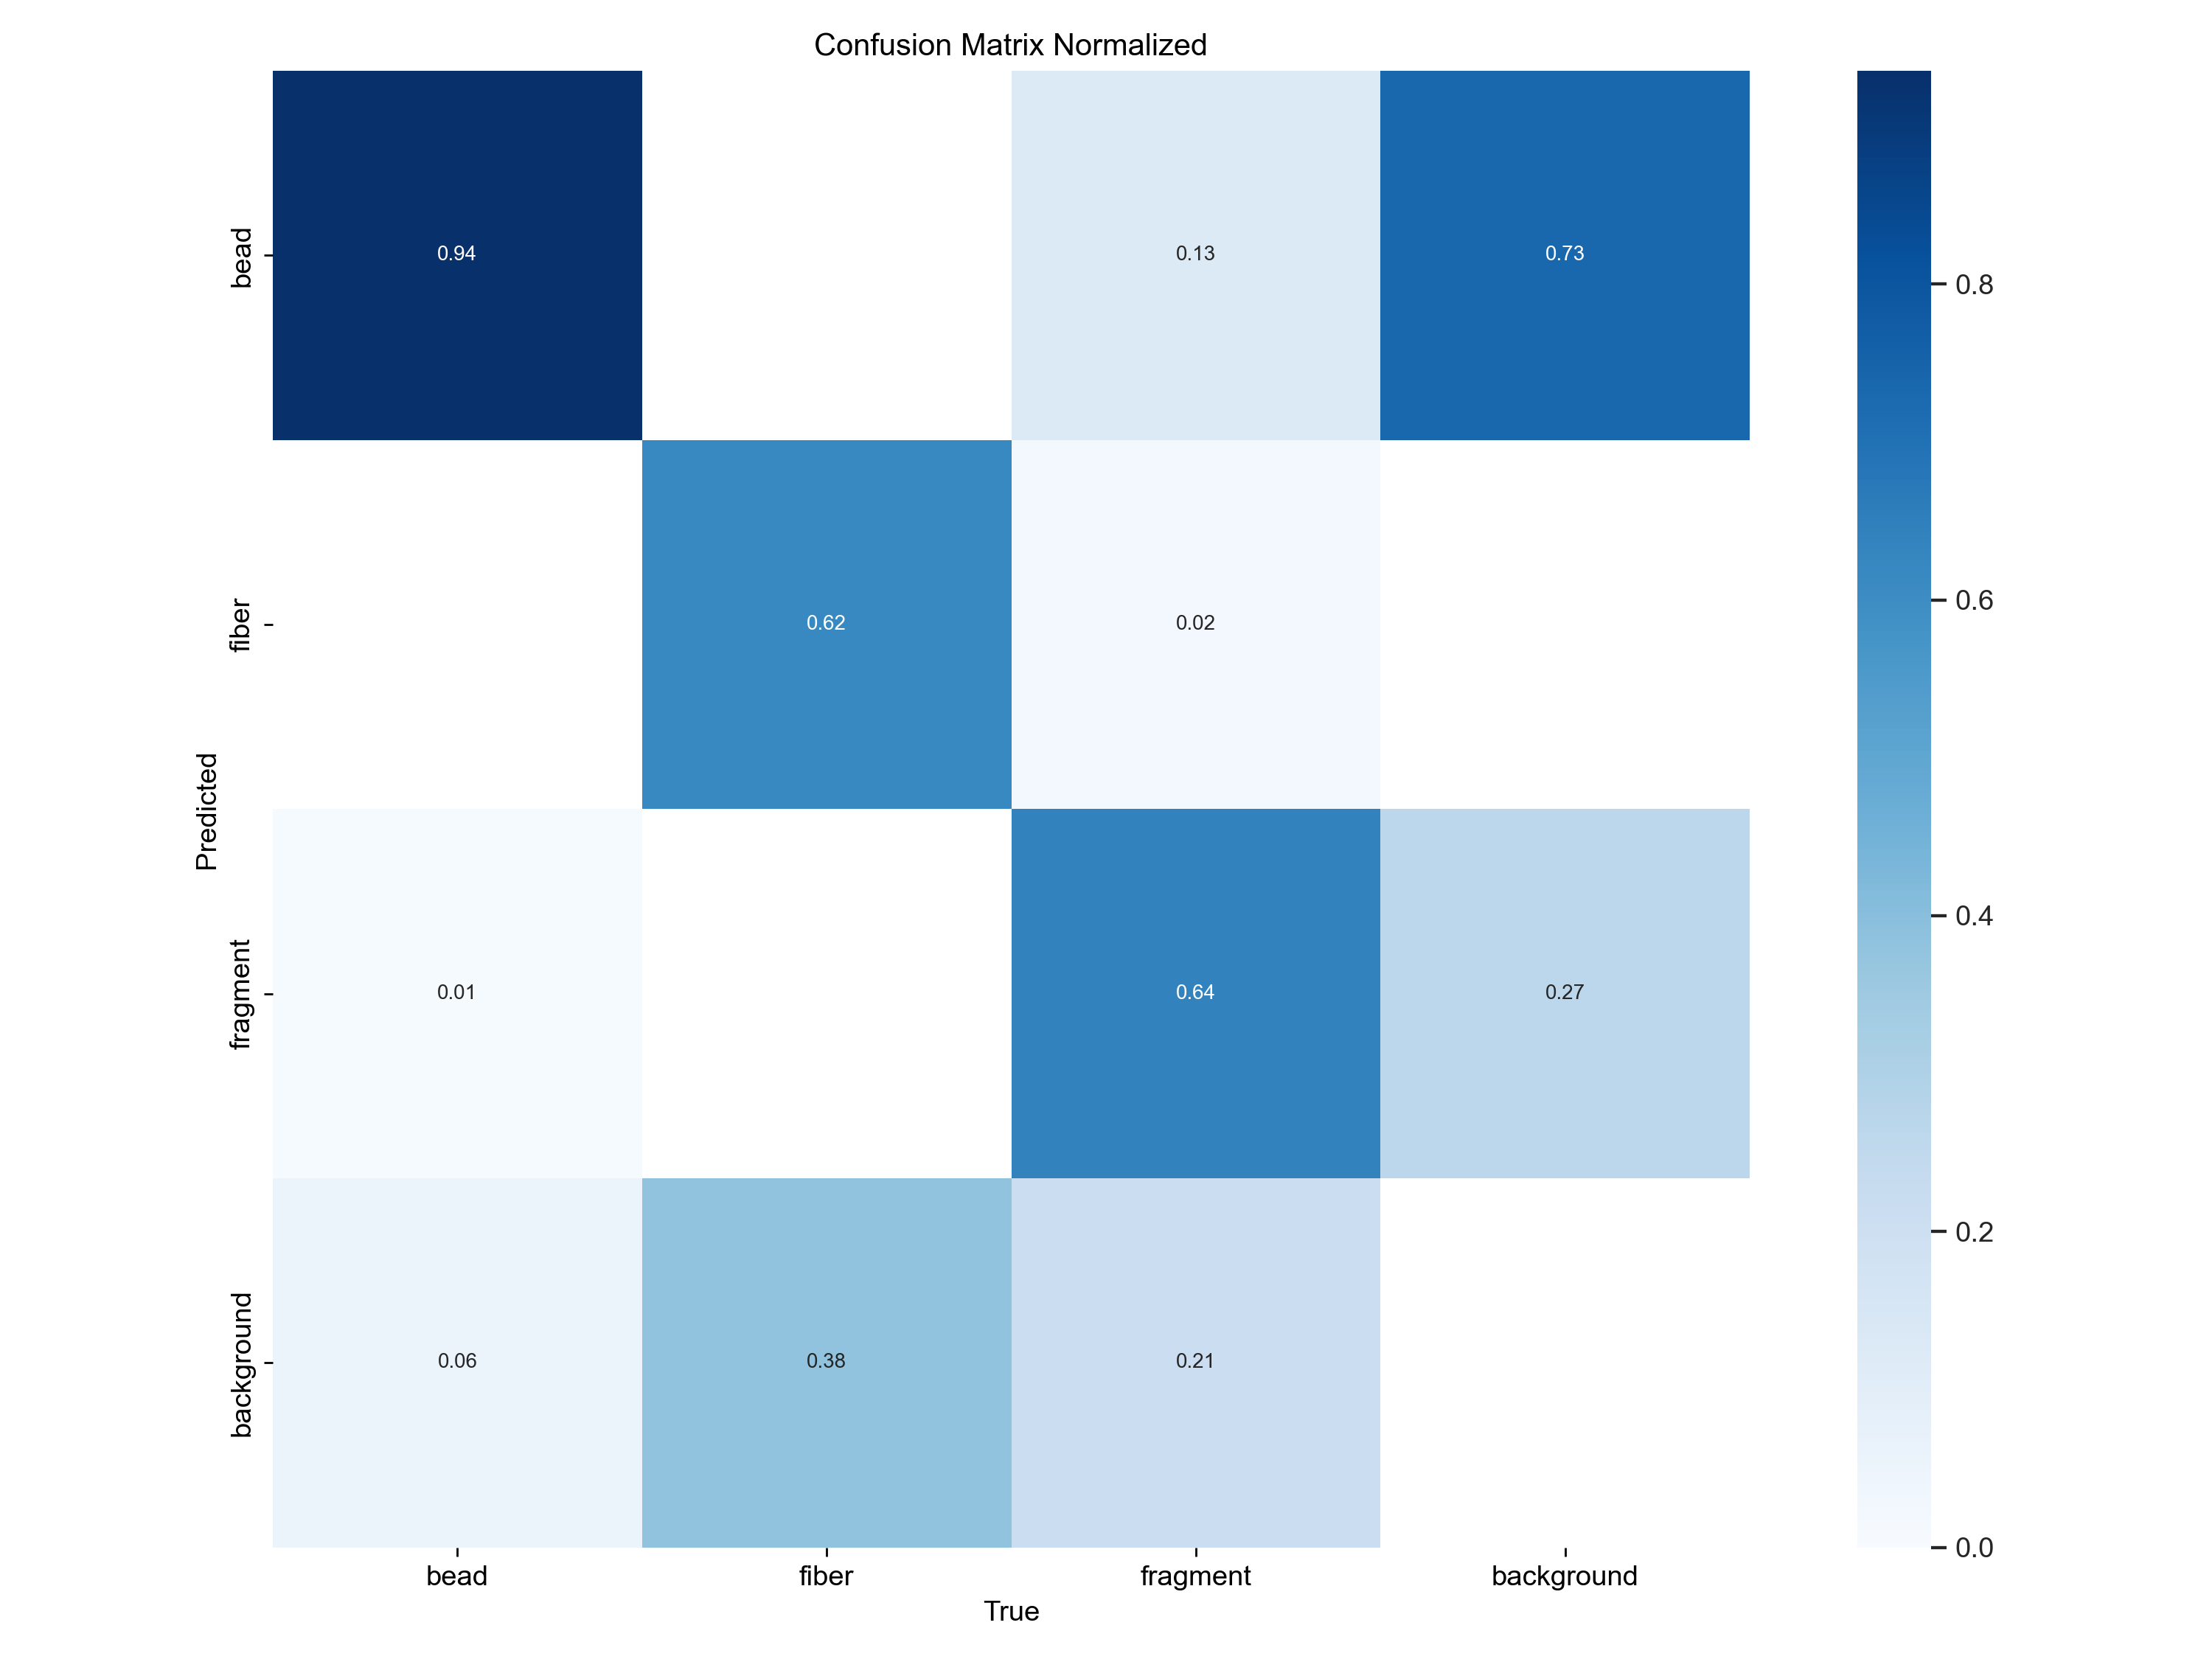 Confusion Matrix Normalized
bead
0.94
0.13
0.73
fiber
0.62
0.02
fragment
0.01
0.64
0.27
background
0.06
0.38
0.21
Predicted
bead
fiber
fragment
background
True
0.8
0.6
0.4
0.2
0.0